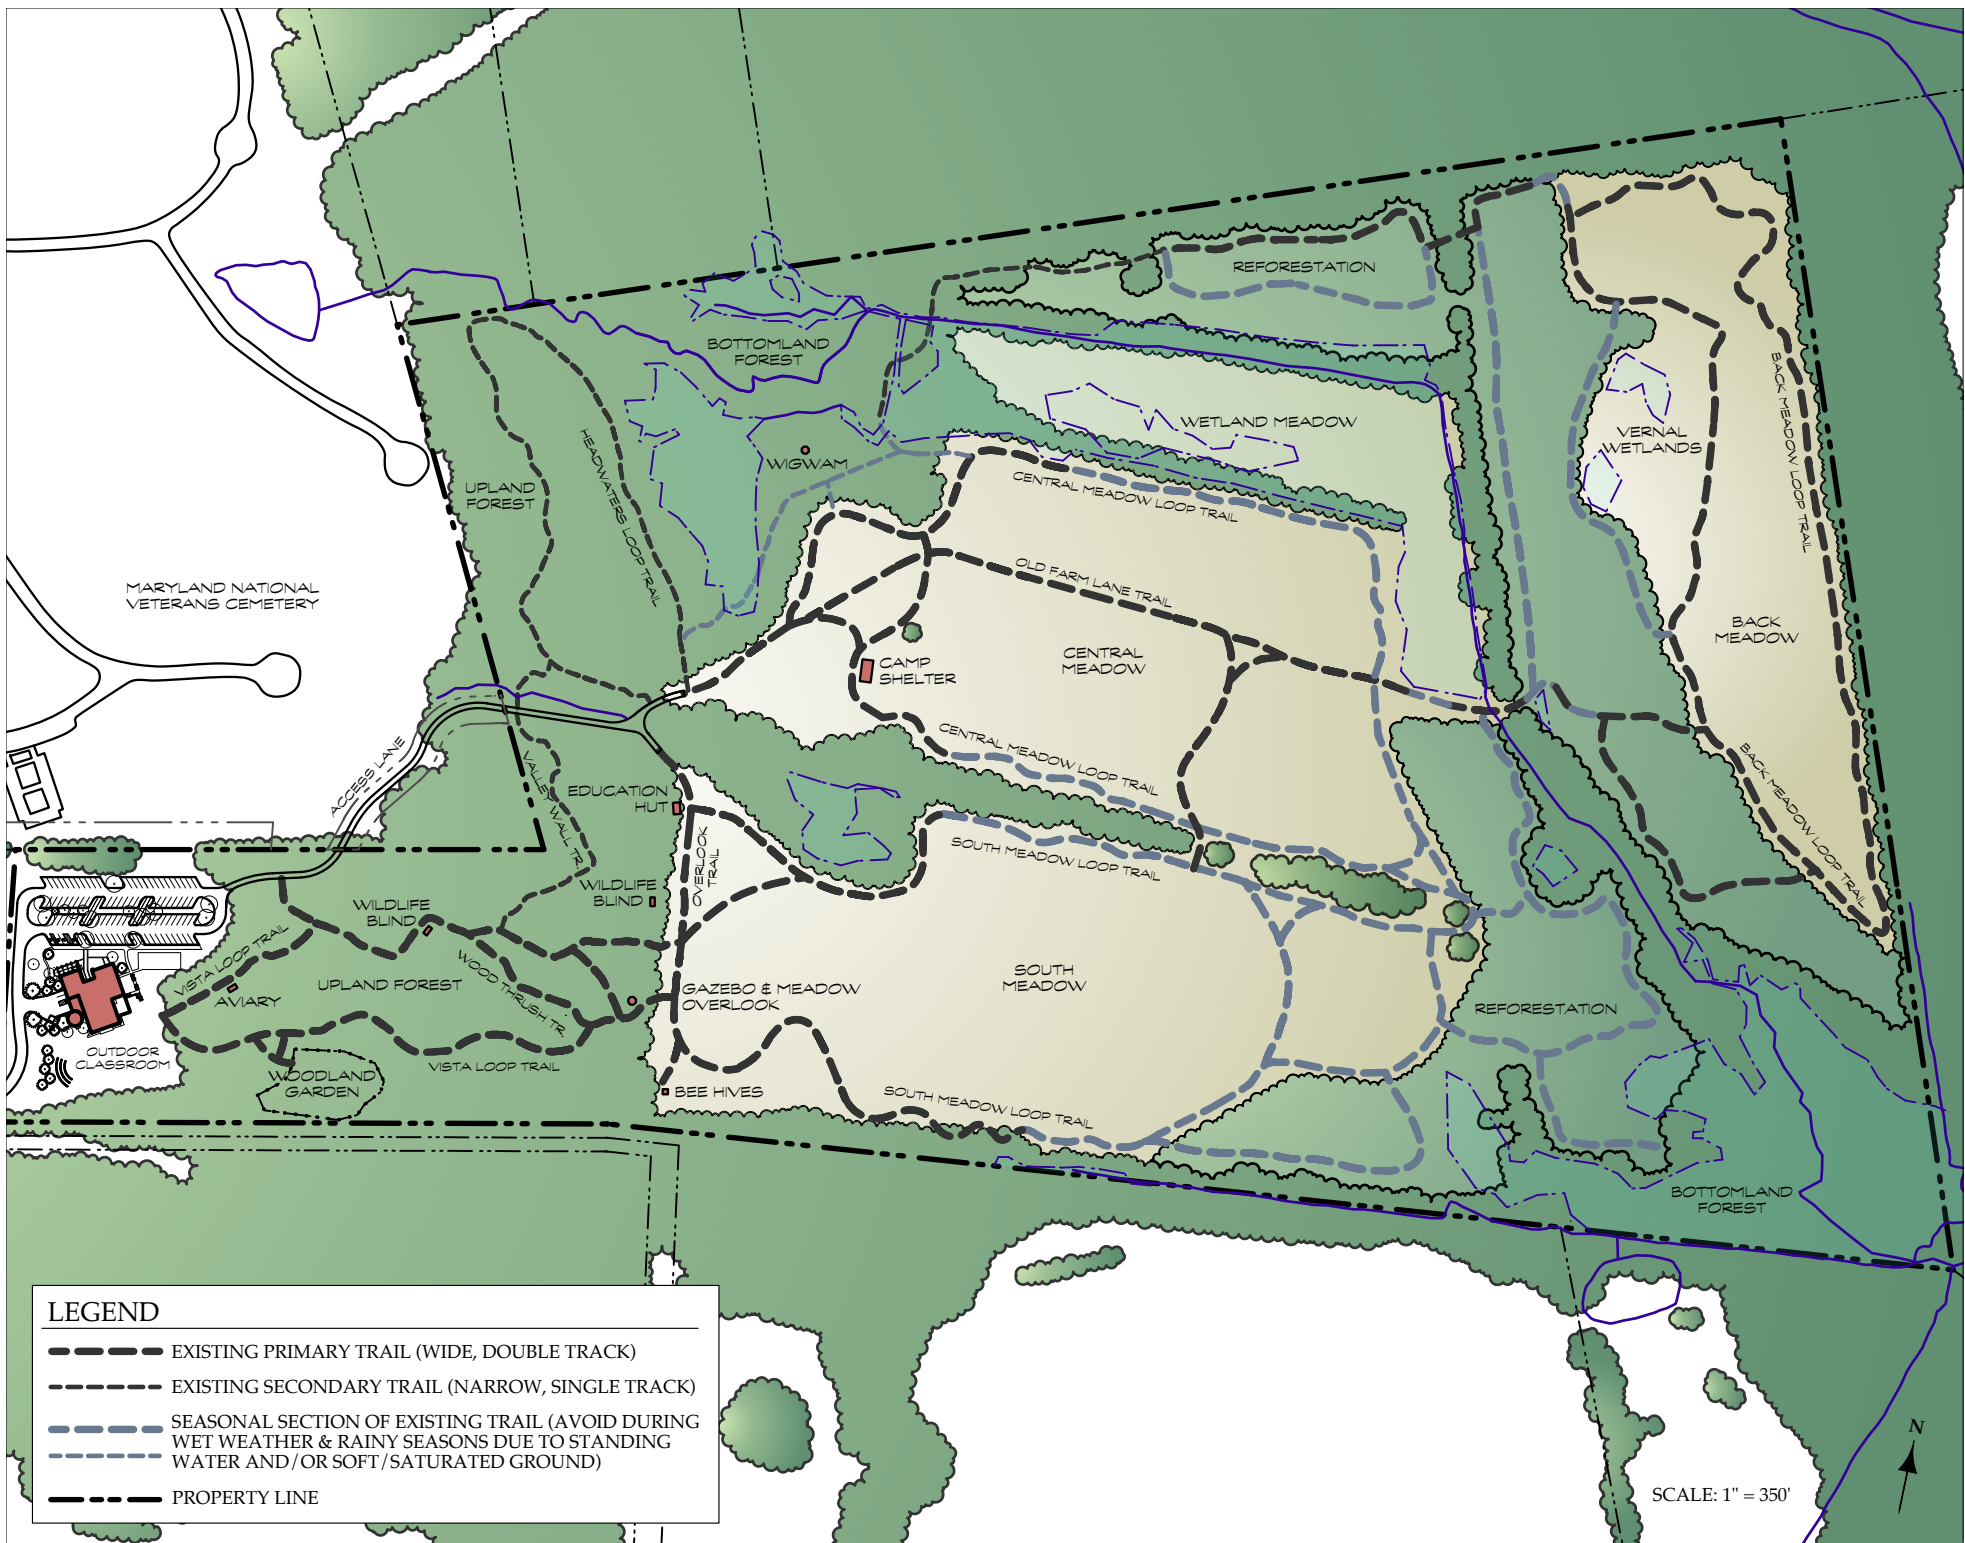 REFORESTATION
BOTTOMLAND
FOREST
WETLAND MEADOW
VERNAL
WETLANDS
BACK MEADOW LOOP TRAIL
HEADWATERS LOOP TRAIL
WIGWAM
UPLAND
FOREST
CENTRAL MEADOW LOOP TRAIL
OLD FARM LANE TRAIL
MARYLAND NATIONAL
VETERANS CEMETERY
BACK
MEADOW
CENTRAL
MEADOW
CAMP
SHELTER
CENTRAL MEADOW LOOP TRAIL
ACCESS LANE
VALLEY WALL TR.
EDUCATION
HUT
BACK MEADOW LOOP TRAIL
OVERLOOK
TRAIL
SOUTH MEADOW LOOP TRAIL
WILDLIFE
BLIND
WILDLIFE
BLIND
VISTA LOOP TRAIL
WOOD THRUSH TR.
UPLAND FOREST
AVIARY
GAZEBO & MEADOW
OVERLOOK
SOUTH
MEADOW
REFORESTATION
OUTDOOR
CLASSROOM
VISTA LOOP TRAIL
WOODLAND
GARDEN
BEE HIVES
SOUTH MEADOW LOOP TRAIL
BOTTOMLAND
FOREST
LEGEND
EXISTING PRIMARY TRAIL (WIDE, DOUBLE TRACK)
EXISTING SECONDARY TRAIL (NARROW, SINGLE TRACK)
SEASONAL SECTION OF EXISTING TRAIL (AVOID DURING
WET WEATHER & RAINY SEASONS DUE TO STANDING
WATER AND/OR SOFT/SATURATED GROUND)
PROPERTY LINE
N
SCALE: 1" = 350'